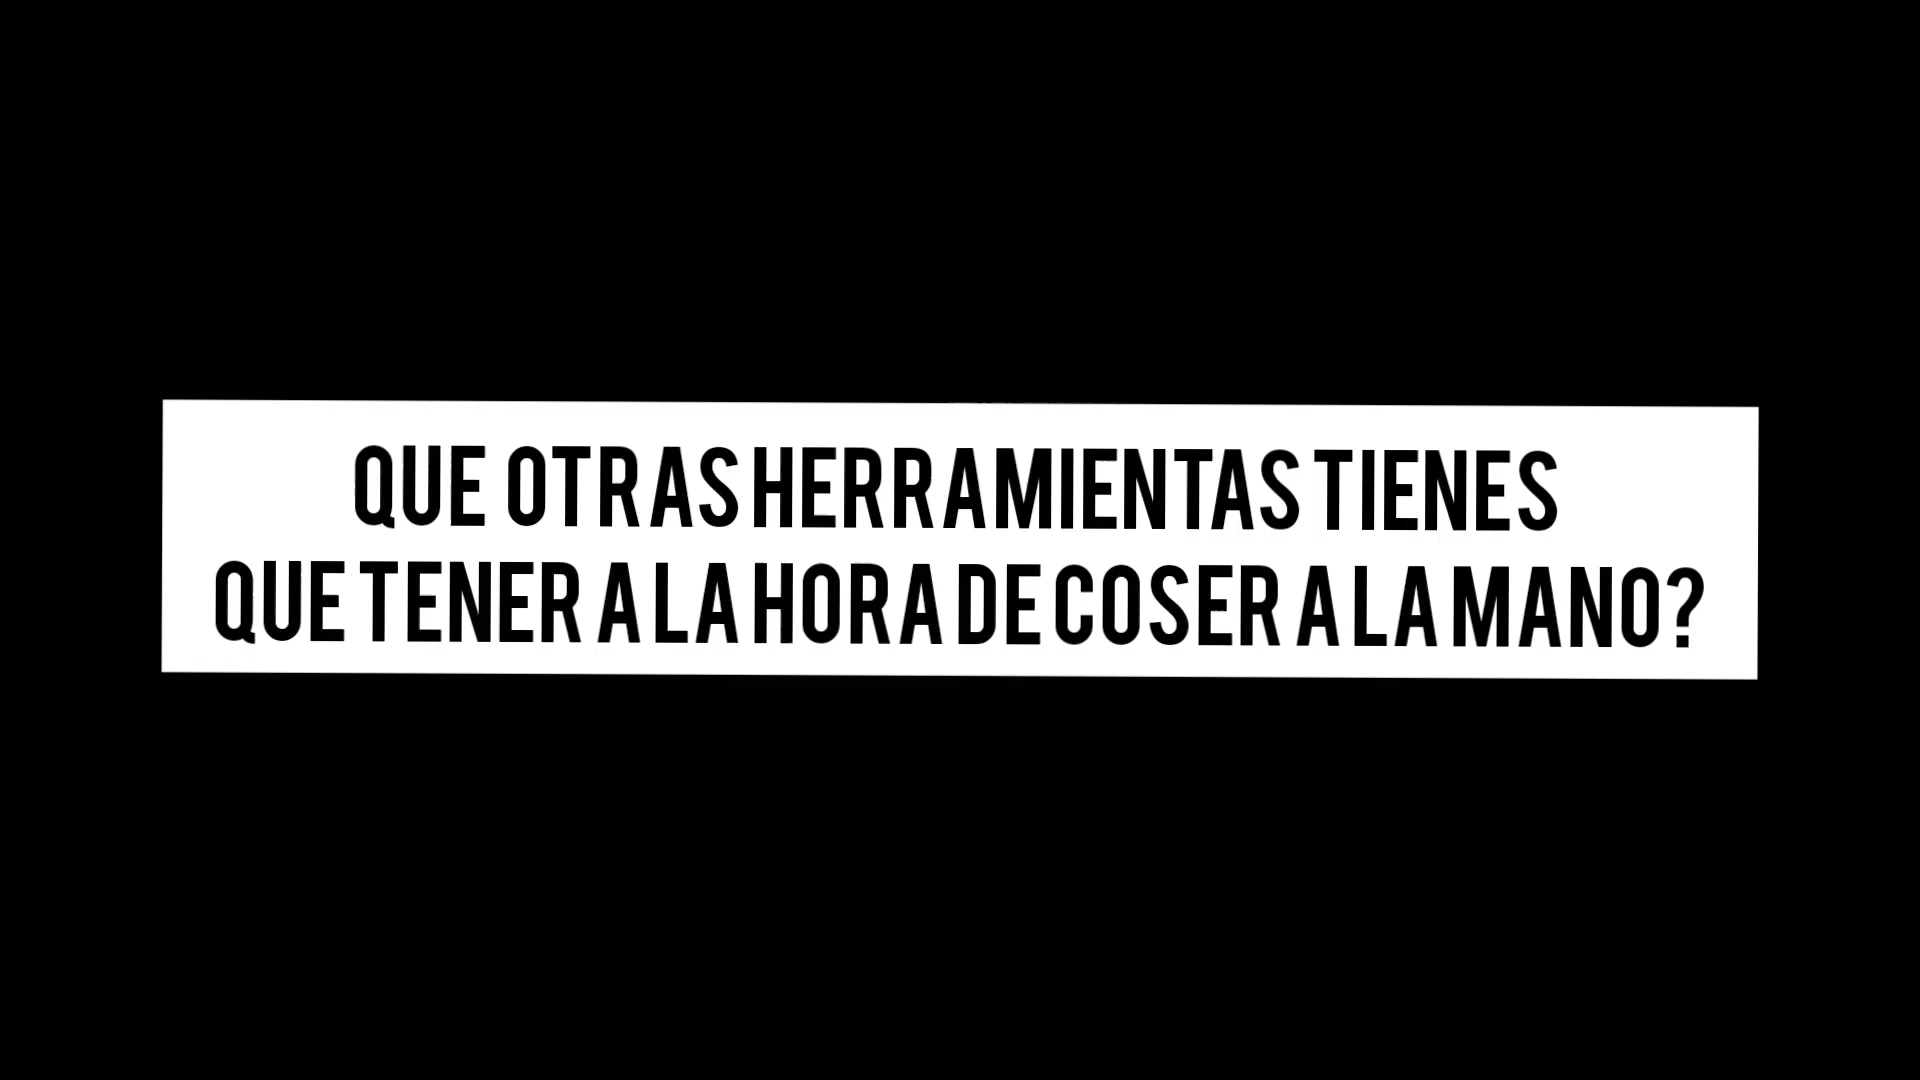 QUE OTRAS HERRAMIENTAS TIENES
QUE TENER A LA HORA DE COSER A LA MANO?